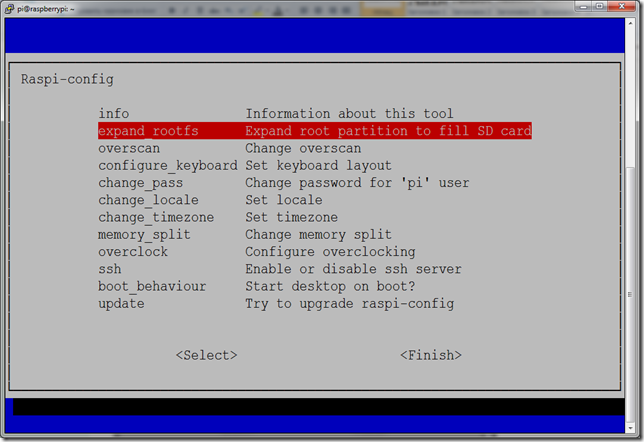 pi@raspberrypi: ~
Raspi-config
info Information about this tool
expand_rootfs Expand root partition to fill SD card
overscan Change overscan
configure_keyboard Set keyboard layout
change_pass Change password for 'pi' user
change_locale Set locale
change_timezone Set timezone
memory_split Change memory split
overclock Configure overclocking
ssh Enable or disable ssh server
boot_behaviour Start desktop on boot?
update Try to upgrade raspi-config
<Select> <Finish>